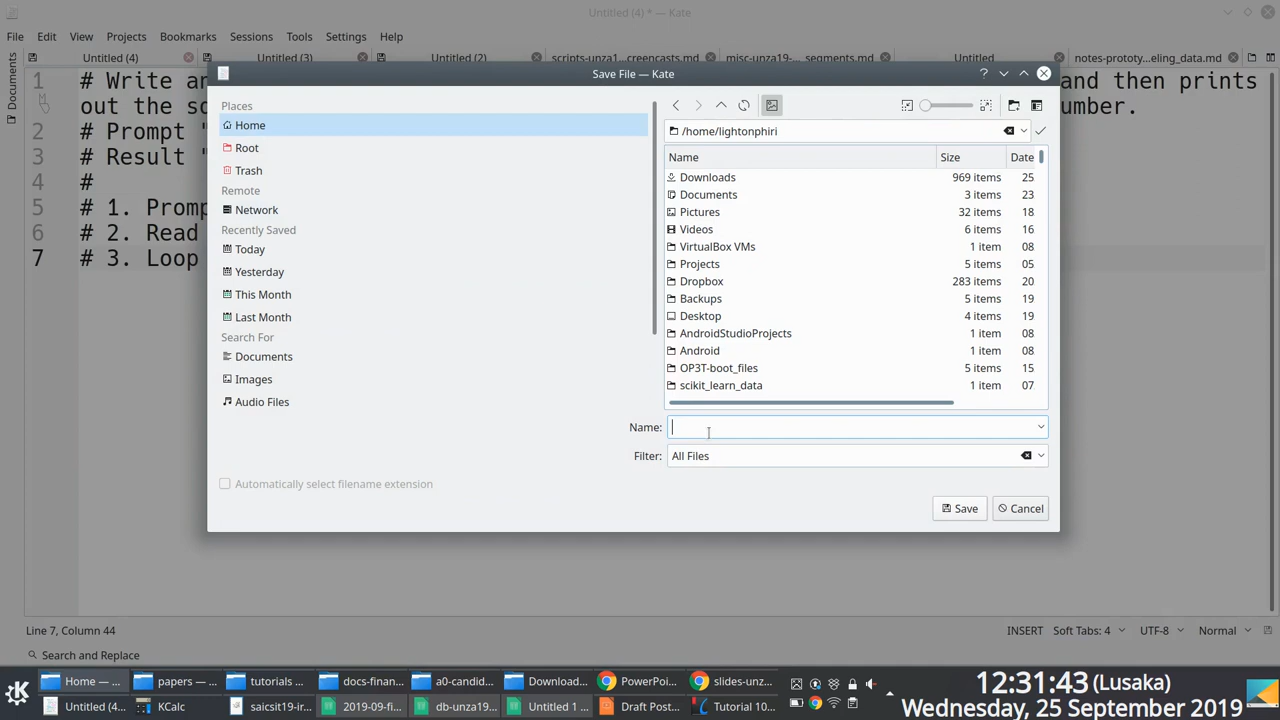 Untitled (4) * — Kate
File Edit View Projects Bookmarks Sessions Tools Settings Help
Untitled (4) Untitled (3) Untitled (2) scripts-unza1...creencasts.md misc-unza19-..._segments.md Untitled notes-prototy...eling_data.md
Documents
1 # Write an and then prints
out the so umber.
2 # Prompt "
3 # Result "
4 #
5 # 1. Promp
6 # 2. Read
7 # 3. Loop
Save File — Kate
Places
Home
Root
Trash
Remote
Network
Recently Saved
Today
Yesterday
This Month
Last Month
Search For
Documents
Images
Audio Files
/home/lightonphiri
Name Size Date
Downloads 969 items 25
Documents 3 items 23
Pictures 32 items 18
Videos 6 items 16
VirtualBox VMs 1 item 08
Projects 5 items 05
Dropbox 283 items 20
Backups 5 items 19
Desktop 4 items 19
AndroidStudioProjects 1 item 08
Android 1 item 08
OP3T-boot_files 5 items 15
scikit_learn_data 1 item 07
Name:
Filter: All Files
Automatically select filename extension
Save Cancel
Line 7, Column 44 INSERT Soft Tabs: 4 UTF-8 Normal
Search and Replace
Home — ... papers — ... tutorials ... docs-finan... a0-candid... Download... PowerPoi... slides-unz...
Untitled (4... KCalc saicsit19-ir... 2019-09-fi... db-unza19... Untitled 1 ... Draft Post... Tutorial 10...
12:31:43 (Lusaka)
Wednesday, 25 September 2019